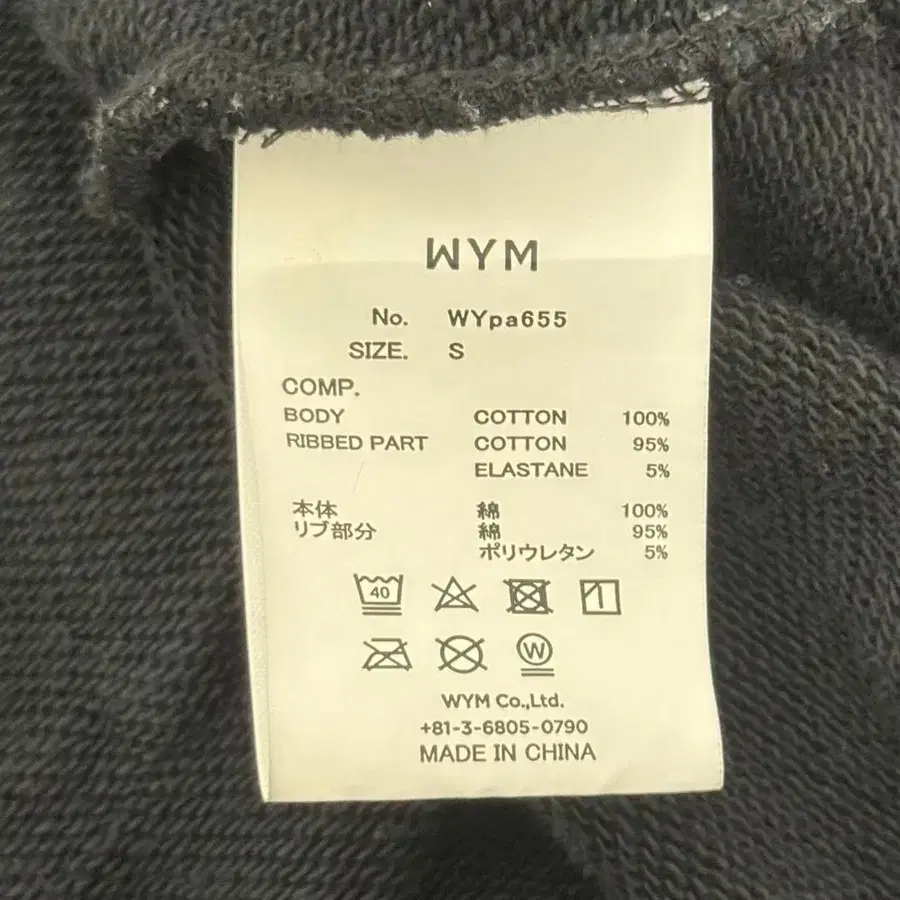 WYM
No. WYpa655
SIZE. S
COMP.
BODY COTTON 100%
RIBBED PART COTTON 95%
ELASTANE 5%
本体 綿 100%
リブ部分 綿 95%
ポリウレタン 5%
40
W
WYM Co.,Ltd.
+81-3-6805-0790
MADE IN CHINA